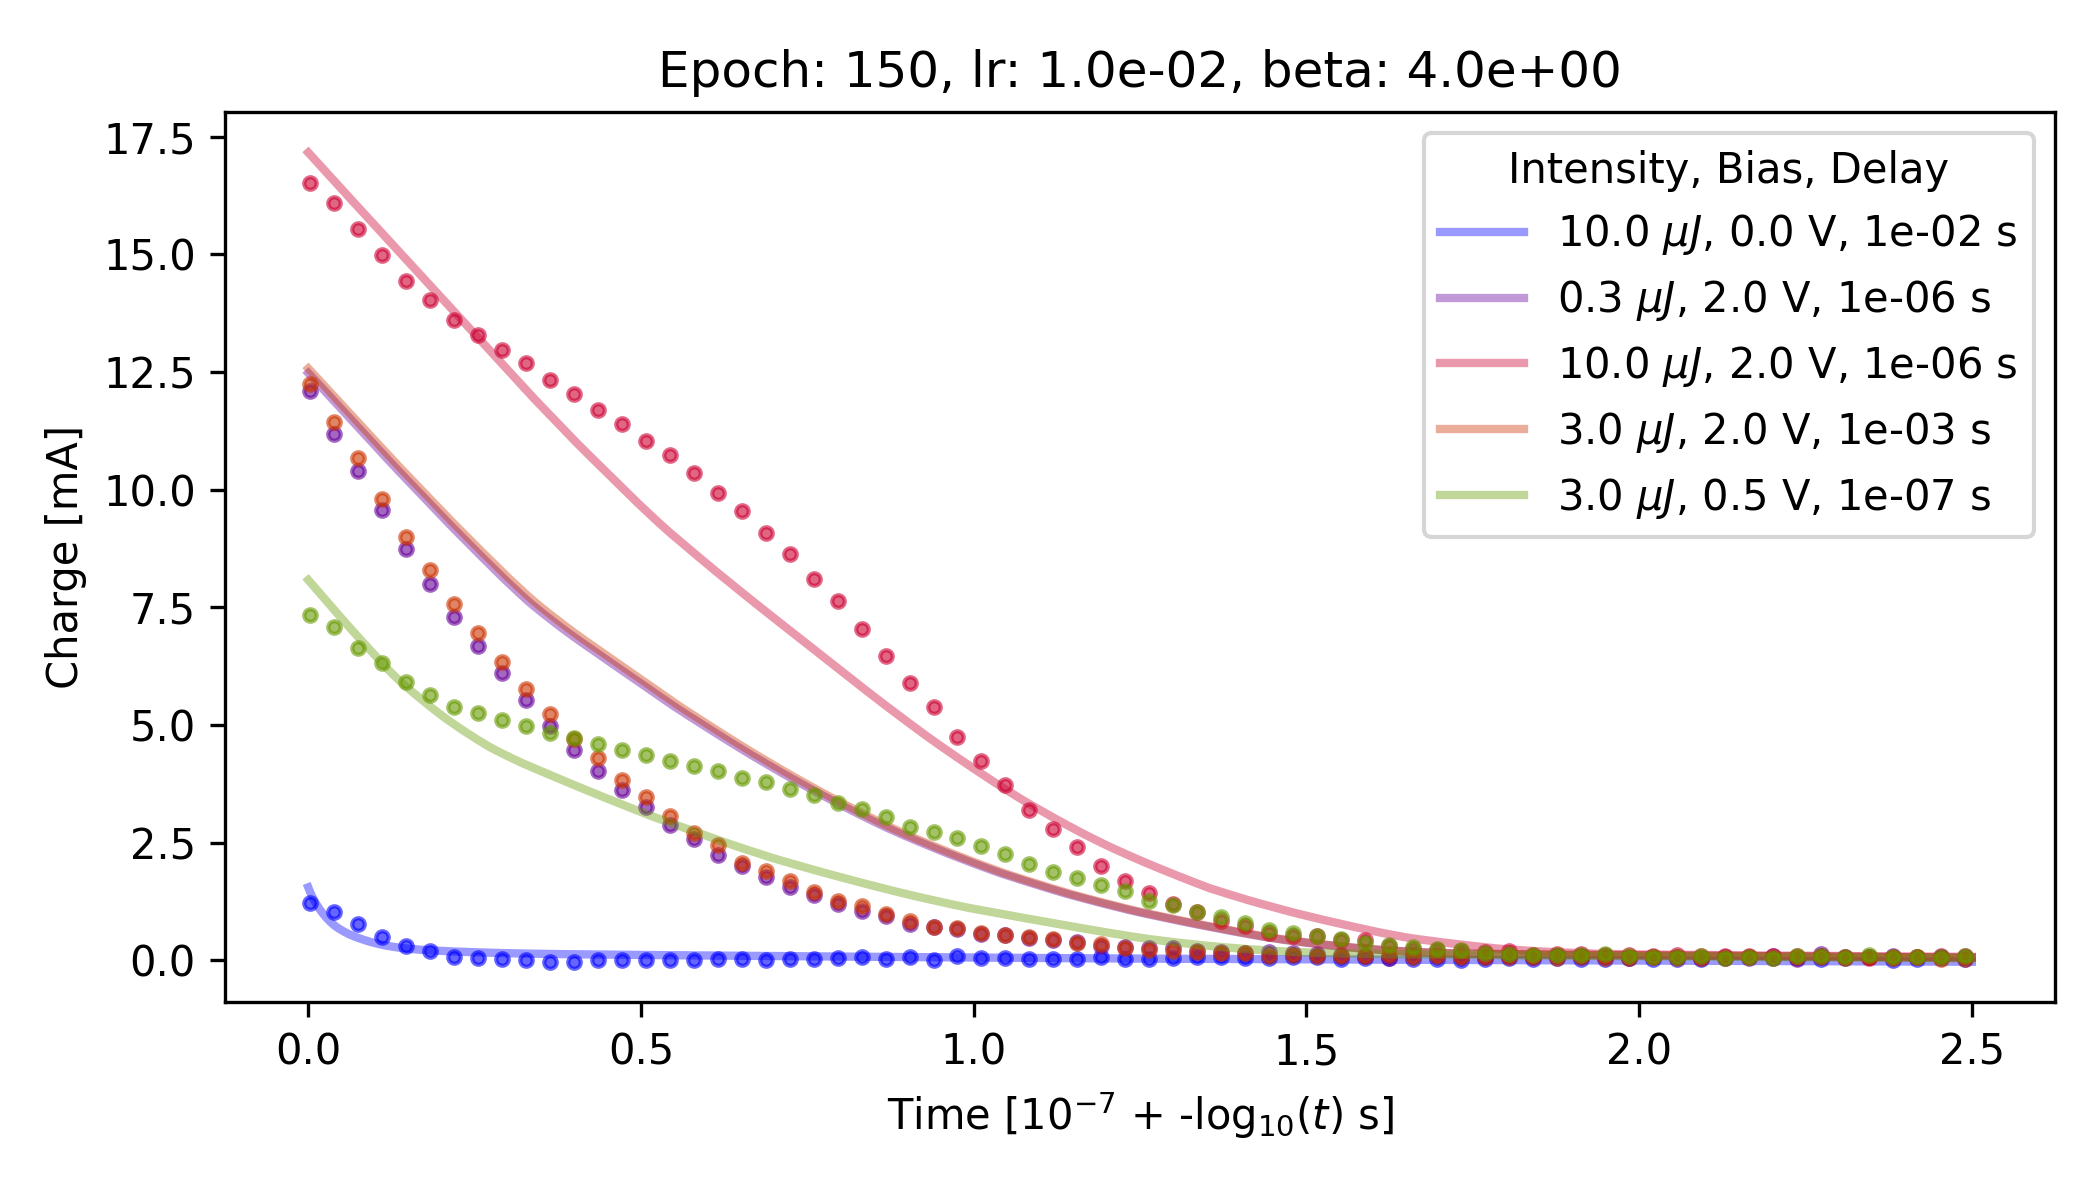 Epoch: 150, lr: 1.0e-02, beta: 4.0e+00
17.5
15.0
12.5
10.0
7.5
5.0
2.5
0.0
Charge [mA]
Intensity, Bias, Delay
10.0 μJ, 0.0 V, 1e-02 s
0.3 μJ, 2.0 V, 1e-06 s
10.0 μJ, 2.0 V, 1e-06 s
3.0 μJ, 2.0 V, 1e-03 s
3.0 μJ, 0.5 V, 1e-07 s
0.0 0.5 1.0 1.5 2.0 2.5
Time [10⁻⁷ + -log₁₀(t) s]